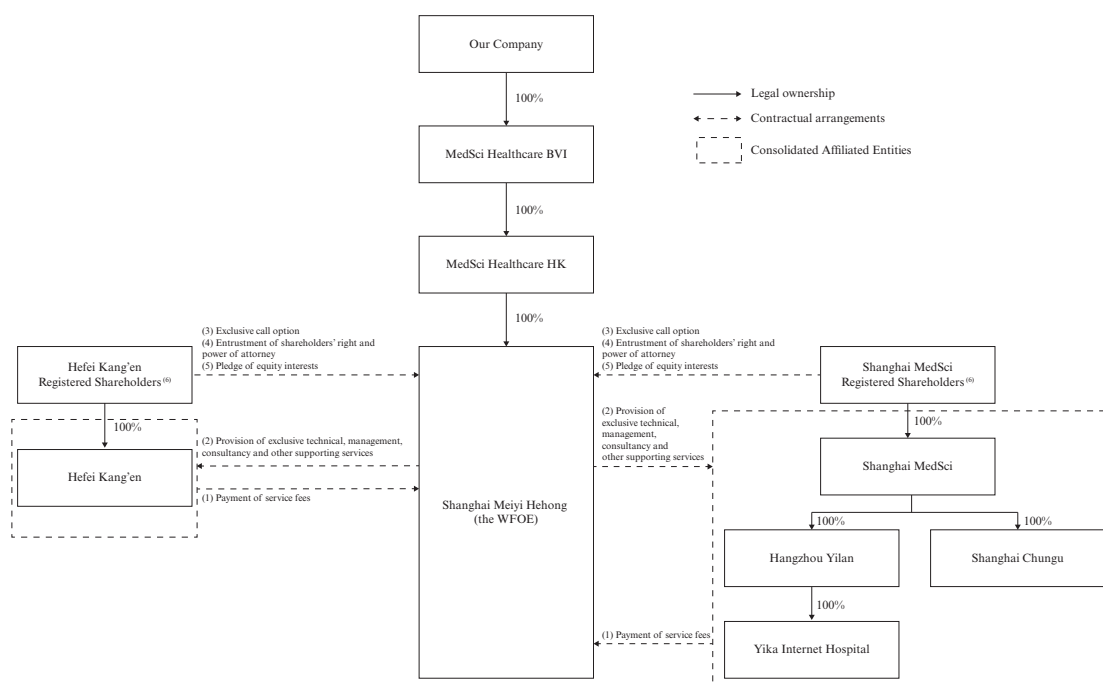 Our Company
100%
Legal ownership
Contractual arrangements
Consolidated Affiliated Entities
MedSci Healthcare BVI
100%
MedSci Healthcare HK
100%
(3) Exclusive call option
(4) Entrustment of shareholders' right and
power of attorney
(5) Pledge of equity interests
(3) Exclusive call option
(4) Entrustment of shareholders' right and
power of attorney
(5) Pledge of equity interests
Hefei Kang'en
Registered Shareholders (6)
Shanghai MedSci
Registered Shareholders (6)
100%
(2) Provision of exclusive technical, management,
consultancy and other supporting services
Hefei Kang'en
(1) Payment of service fees
Shanghai Meiyi Hehong
(the WFOE)
(2) Provision of
exclusive technical,
management,
consultancy and
other supporting services
100%
Shanghai MedSci
100%
100%
Hangzhou Yilan
Shanghai Chungu
100%
(1) Payment of service fees
Yika Internet Hospital